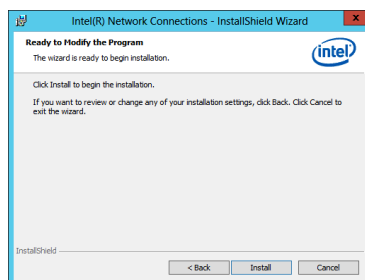 Intel(R) Network Connections - InstallShield Wizard
x
Ready to Modify the Program
The wizard is ready to begin installation.
intel
Click Install to begin the installation.
If you want to review or change any of your installation settings, click Back. Click Cancel to
exit the wizard.
InstallShield
< Back
Install
Cancel